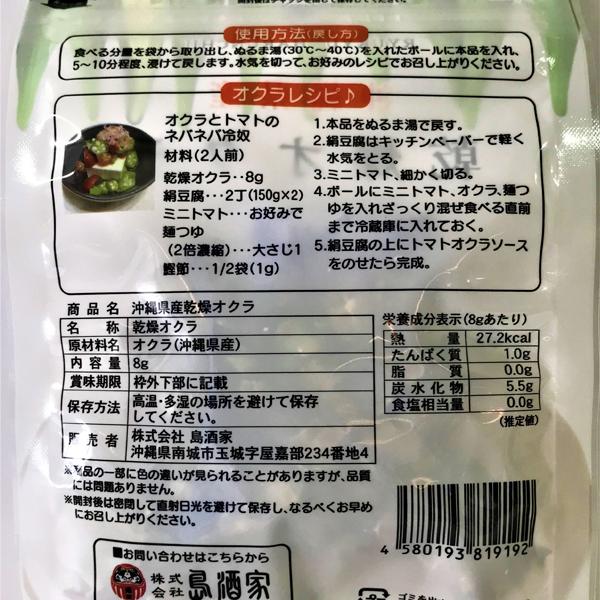 使用方法(戻し方)
食べる分量を袋から取り出し、ぬるま湯(30℃〜40℃)を入れたボールに本品を入れ、
5〜10分程度、浸けて戻します。水気を切って、お好みのレシピでお召し上がりください。
オクラレシピ♪
オクラとトマトの
ネバネバ冷奴
材料(2人前)
乾燥オクラ‥8g
絹豆腐‥‥2丁(150g×2)
ミニトマト‥‥お好みで
麺つゆ
(2倍濃縮)‥‥大さじ1
鰹節‥‥1/2袋(1g)
1.本品をぬるま湯で戻す。
2.絹豆腐はキッチンペーパーで軽く
水気をとる。
3.ミニトマト、細かく切る。
4.ボールにミニトマト、オクラ、麺つ
ゆを入れざっくり混ぜ食べる直前
まで冷蔵庫に入れておく。
5.絹豆腐の上にトマトオクラソース
をのせたら完成。
商品名 沖縄県産乾燥オクラ
名称 乾燥オクラ
原材料名 オクラ(沖縄県産)
内容量 8g
賞味期限 枠外下部に記載
保存方法 高温・多湿の場所を避けて保存
してください。
販売者 株式会社 島酒家
沖縄県南城市玉城字屋嘉部234番地4
栄養成分表示(8gあたり)
熱量 27.2kcal
たんぱく質 1.0g
脂質 0.0g
炭水化物 5.5g
食塩相当量 0.0g
(推定値)
※商品の一部に色の違いが見られることがありますが、品質
には問題ありません。
※開封後は密閉して直射日光を避けて保存し、なるべくお早め
にお召し上がりください。
4 580193 819192
■お問い合わせはこちらから
株式会社 島酒家